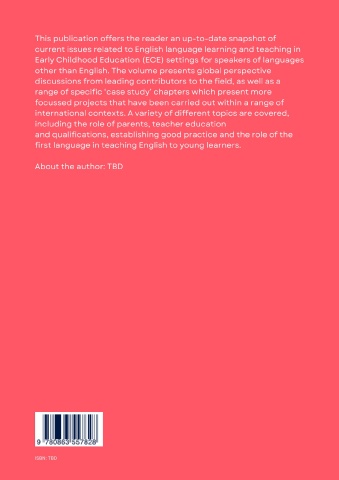 This publication offers the reader an up-to-date snapshot of
current issues related to English language learning and teaching in
Early Childhood Education (ECE) settings for speakers of languages
other than English. The volume presents global perspective
discussions from leading contributors to the field, as well as a
range of specific 'case study' chapters which present more
focussed projects that have been carried out within a range of
international contexts. A variety of different topics are covered,
including the role of parents, teacher education
and qualifications, establishing good practice and the role of the
first language in teaching English to young learners.
About the author: TBD
9 780863 557828
ISBN: TBD